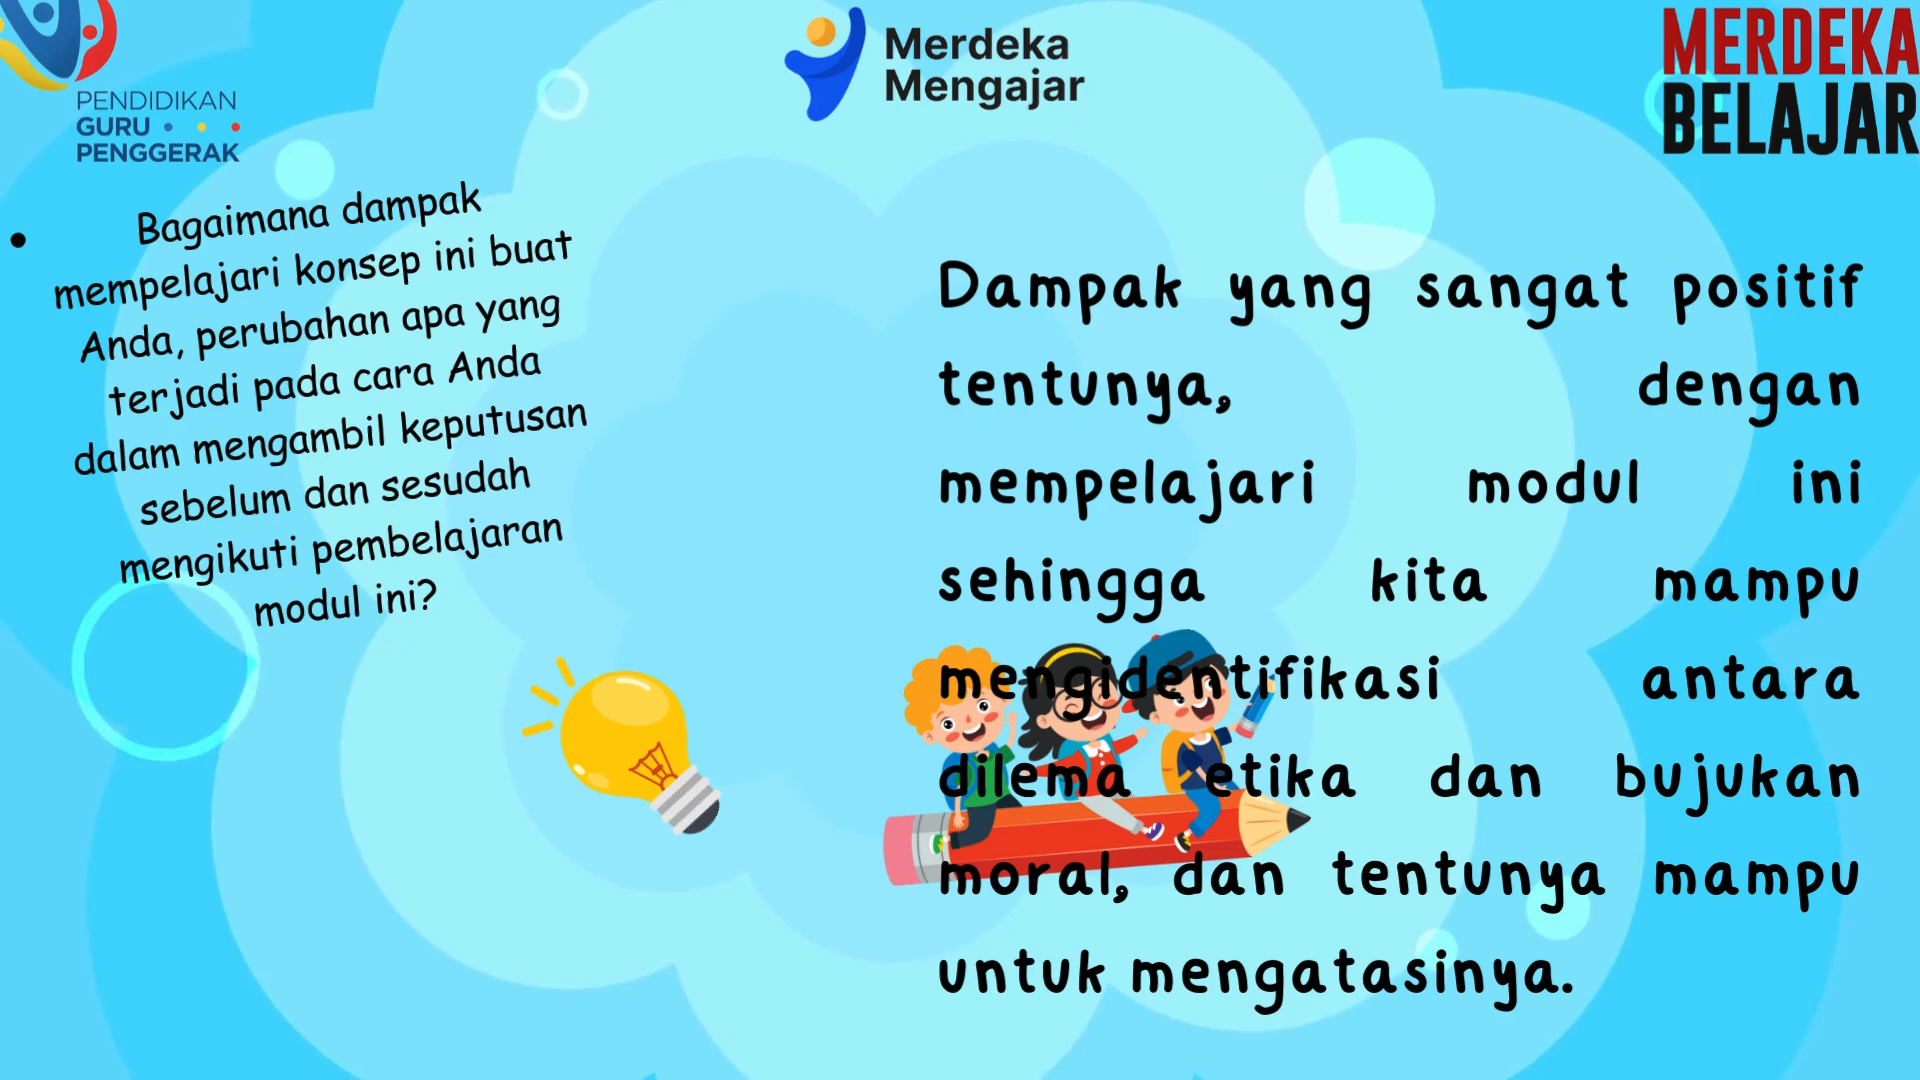 PENDIDIKAN
GURU
PENGGERAK
Merdeka
Mengajar
MERDEKA
BELAJAR
• Bagaimana dampak
mempelajari konsep ini buat
Anda, perubahan apa yang
terjadi pada cara Anda
dalam mengambil keputusan
sebelum dan sesudah
mengikuti pembelajaran
modul ini?
Dampak yang sangat positif
tentunya, dengan
mempelajari modul ini
sehingga kita mampu
mengidentifikasi antara
dilema etika dan bujukan
moral, dan tentunya mampu
untuk mengatasinya.